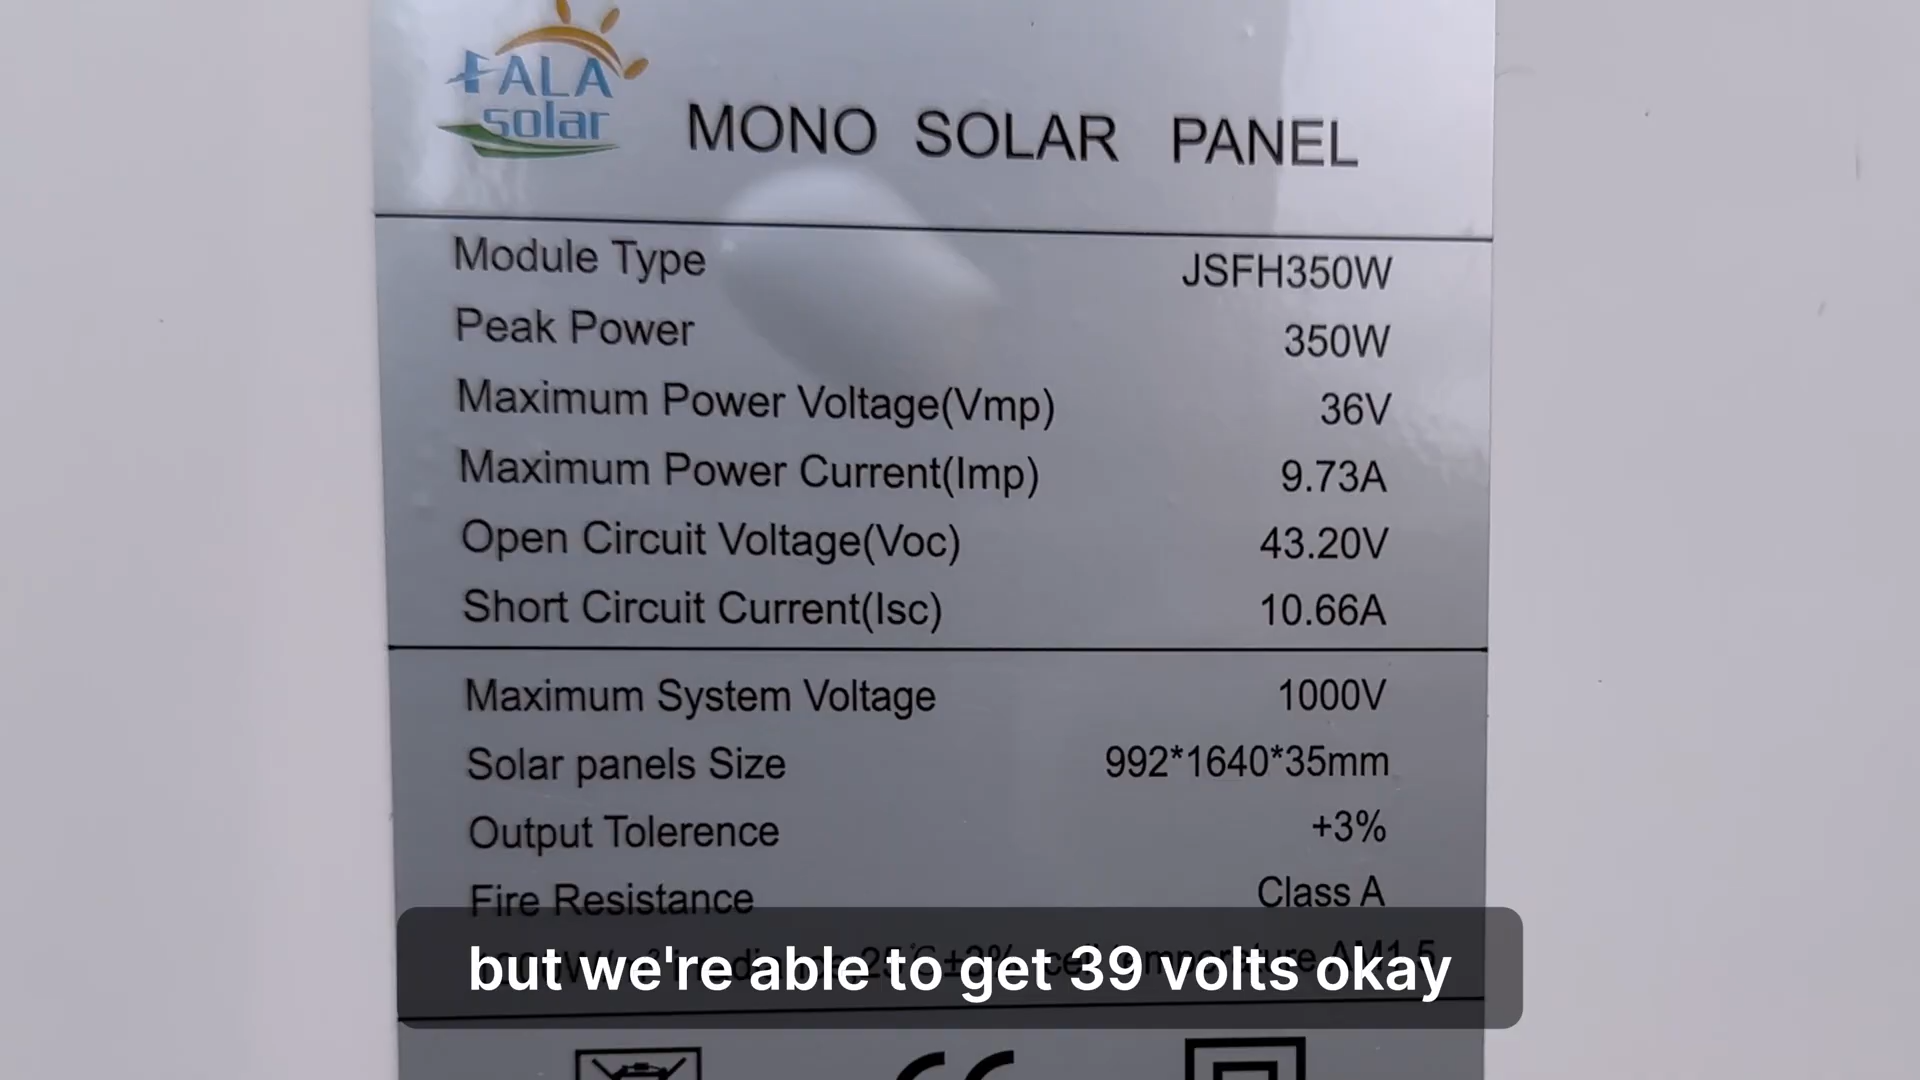 FALA
solar
MONO SOLAR PANEL
Module Type JSFH350W
Peak Power 350W
Maximum Power Voltage(Vmp) 36V
Maximum Power Current(Imp) 9.73A
Open Circuit Voltage(Voc) 43.20V
Short Circuit Current(Isc) 10.66A
Maximum System Voltage 1000V
Solar panels Size 992*1640*35mm
Output Tolerence +3%
Fire Resistance Class A
but we're able to get 39 volts okay